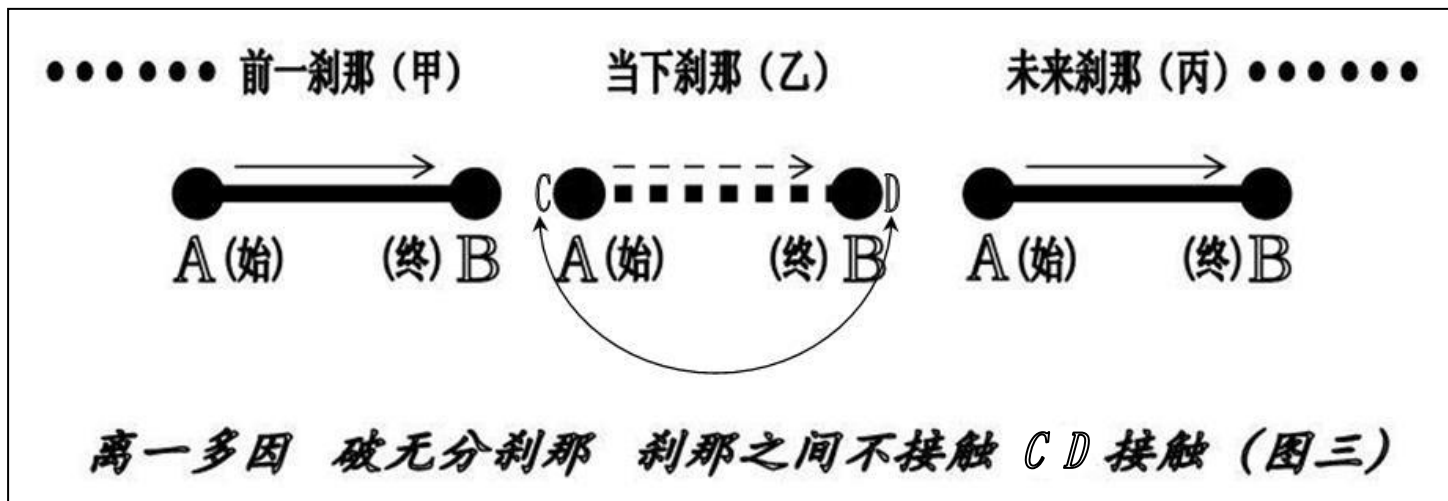 ●●●●●● 前一刹那（甲） 当下刹那（乙） 未来刹那（丙） ●●●●●●
C D
A (始) (终) B A (始) (终) B A (始) (终) B
离一多因 破无分刹那 刹那之间不接触 C D 接触（图三）